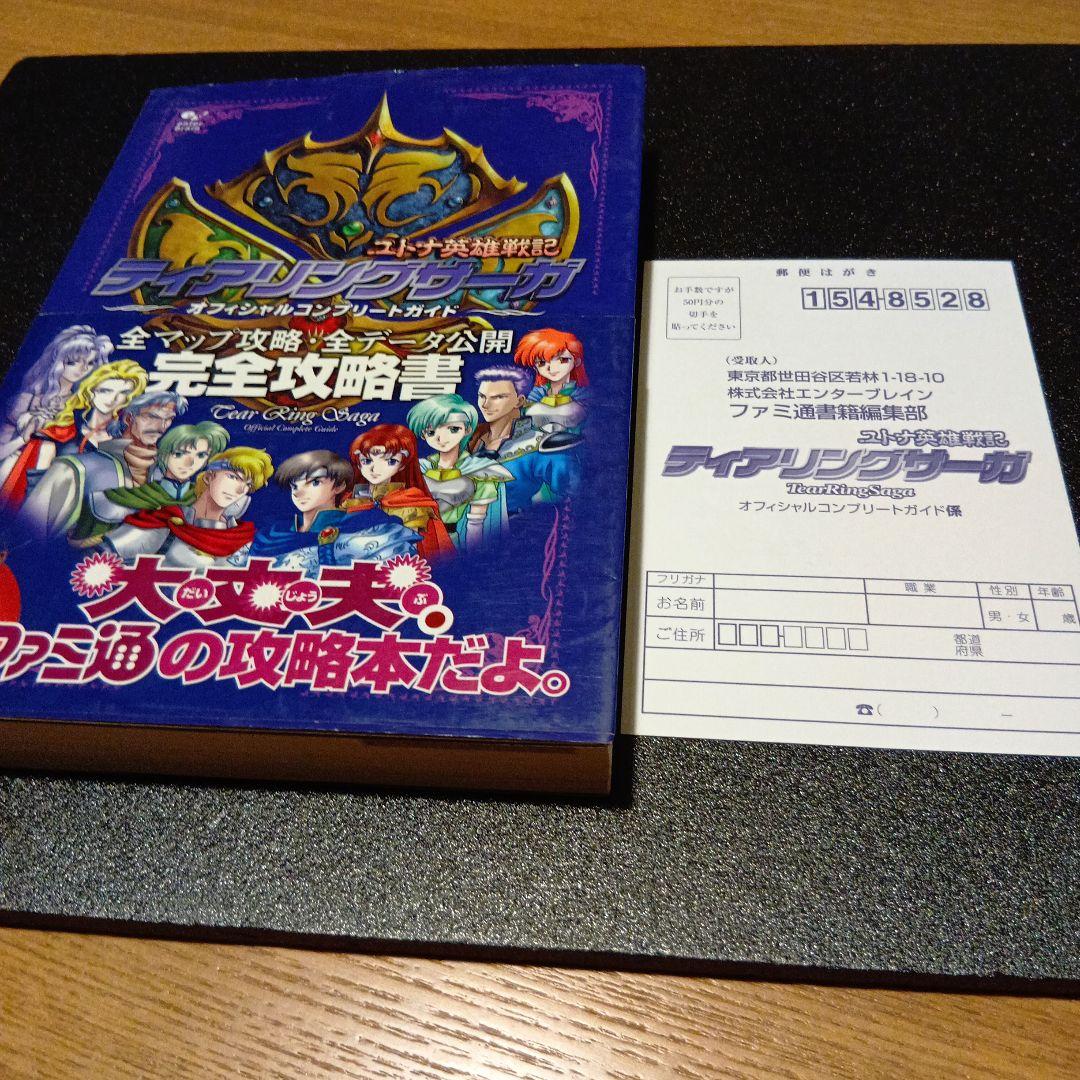 ユトナ英雄戦記
ティアリングサーガ
オフィシャルコンプリートガイド
全マップ攻略・全データ公開
完全攻略書
Tear Ring Saga
Official Complete Guide
大丈夫。
だい じょう ぶ
ファミ通の攻略本だよ。
郵便はがき
お手数ですが
50円分の
切手を
貼ってください
1548528
(受取人)
東京都世田谷区若林1-18-10
株式会社エンターブレイン
ファミ通書籍編集部
ユトナ英雄戦記
ティアリングサーガ
TearRingSaga
オフィシャルコンプリートガイド係
フリガナ 職業 性別 年齢
お名前 男・女 歳
ご住所 都道
府県
☎( ) −